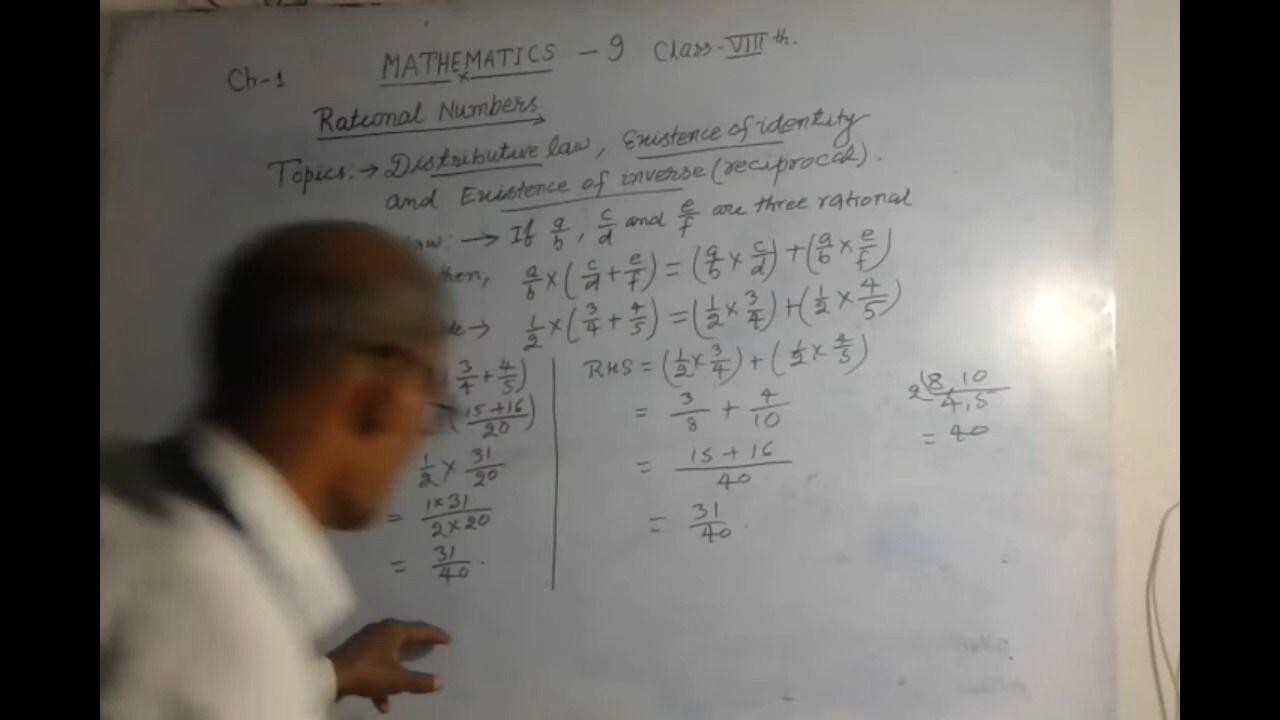 Ch-1 MATHEMATICS - 9 Class-VIIIth.
Rational Numbers
Topics:→ Distributive law, Existence of identity
and Existence of inverse (reciprocal).
law:→ If a/b, c/d and e/f are three rational
then, a/b × (c/d + e/f) = (a/b × c/d) + (a/b × e/f)
→ 1/2 × (3/4 + 4/5) = (1/2 × 3/4) + (1/2 × 4/5)
3/4 + 4/5)
(15+16/20)
1/2 × 31/20
= 1×31/2×20
= 31/40.
RHS = (1/2 × 3/4) + (1/2 × 4/5)
= 3/8 + 4/10
= 15 + 16/40
= 31/40.
2 8, 10
4, 5
= 40